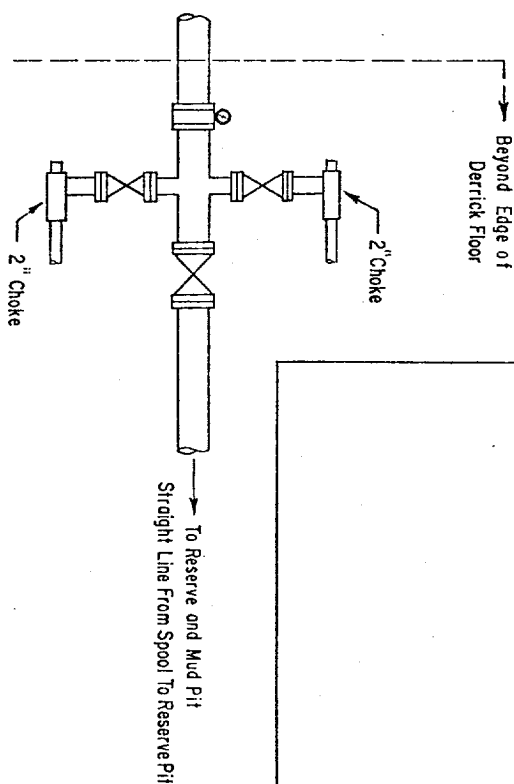 Beyond Edge of
Derrick Floor
2" Choke
2" Choke
To Reserve and Mud Pit
Straight Line From Spool To Reserve Pit